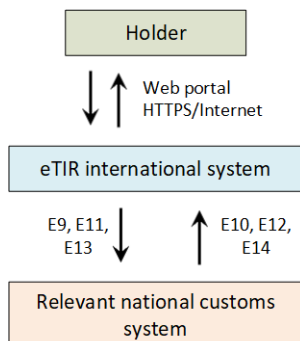 Holder
Web portal
HTTPS/Internet
eTIR international system
E9, E11,
E13
E10, E12,
E14
Relevant national customs
system